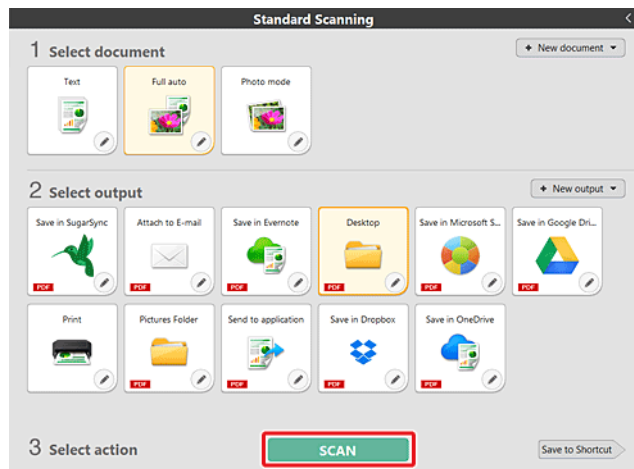 Standard Scanning
1 Select document
+ New document
Text
Full auto
Photo mode
2 Select output
+ New output
Save in SugarSync
Attach to E-mail
Save in Evernote
Desktop
Save in Microsoft S...
Save in Google Dri...
PDF
PDF
PDF
PDF
PDF
PDF
Print
Pictures Folder
Send to application
Save in Dropbox
Save in OneDrive
PDF
PDF
PDF
PDF
3 Select action
SCAN
Save to Shortcut